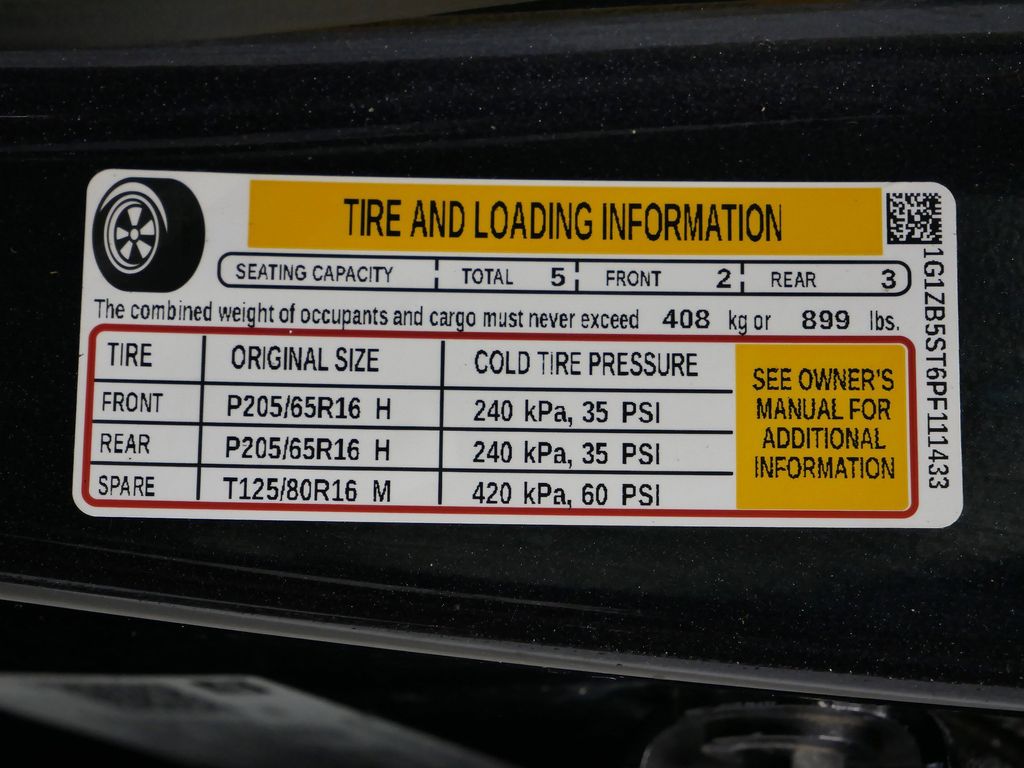 TIRE AND LOADING INFORMATION
SEATING CAPACITY TOTAL 5 FRONT 2 REAR 3
The combined weight of occupants and cargo must never exceed 408 kg or 899 lbs.
TIRE ORIGINAL SIZE COLD TIRE PRESSURE
FRONT P205/65R16 H 240 kPa, 35 PSI
REAR P205/65R16 H 240 kPa, 35 PSI
SPARE T125/80R16 M 420 kPa, 60 PSI
SEE OWNER'S
MANUAL FOR
ADDITIONAL
INFORMATION
1G1ZB5ST6PF111433